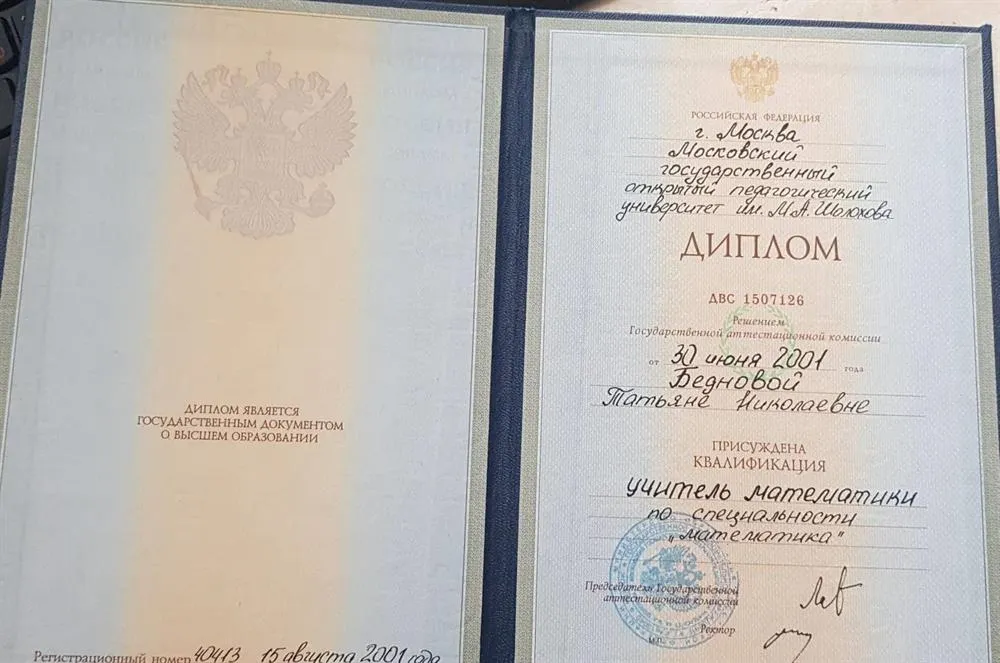 ДИПЛОМ ЯВЛЯЕТСЯ
ГОСУДАРСТВЕННЫМ ДОКУМЕНТОМ
О ВЫСШЕМ ОБРАЗОВАНИИ
Регистрационный номер 40413 15 августа 2001 года
РОССИЙСКАЯ ФЕДЕРАЦИЯ
г. Москва
Московский
государственный
открытый педагогический
университет им. М.А. Шолохова
ДИПЛОМ
ДВС 1507126
Решением
Государственной аттестационной комиссии
от 30 июня 2001 года
Бедновой
Татьяне Николаевне
ПРИСУЖДЕНА
КВАЛИФИКАЦИЯ
учитель математики
по специальности
„математика"
Председатель Государственной
аттестационной комиссии
Ректор
М.П.